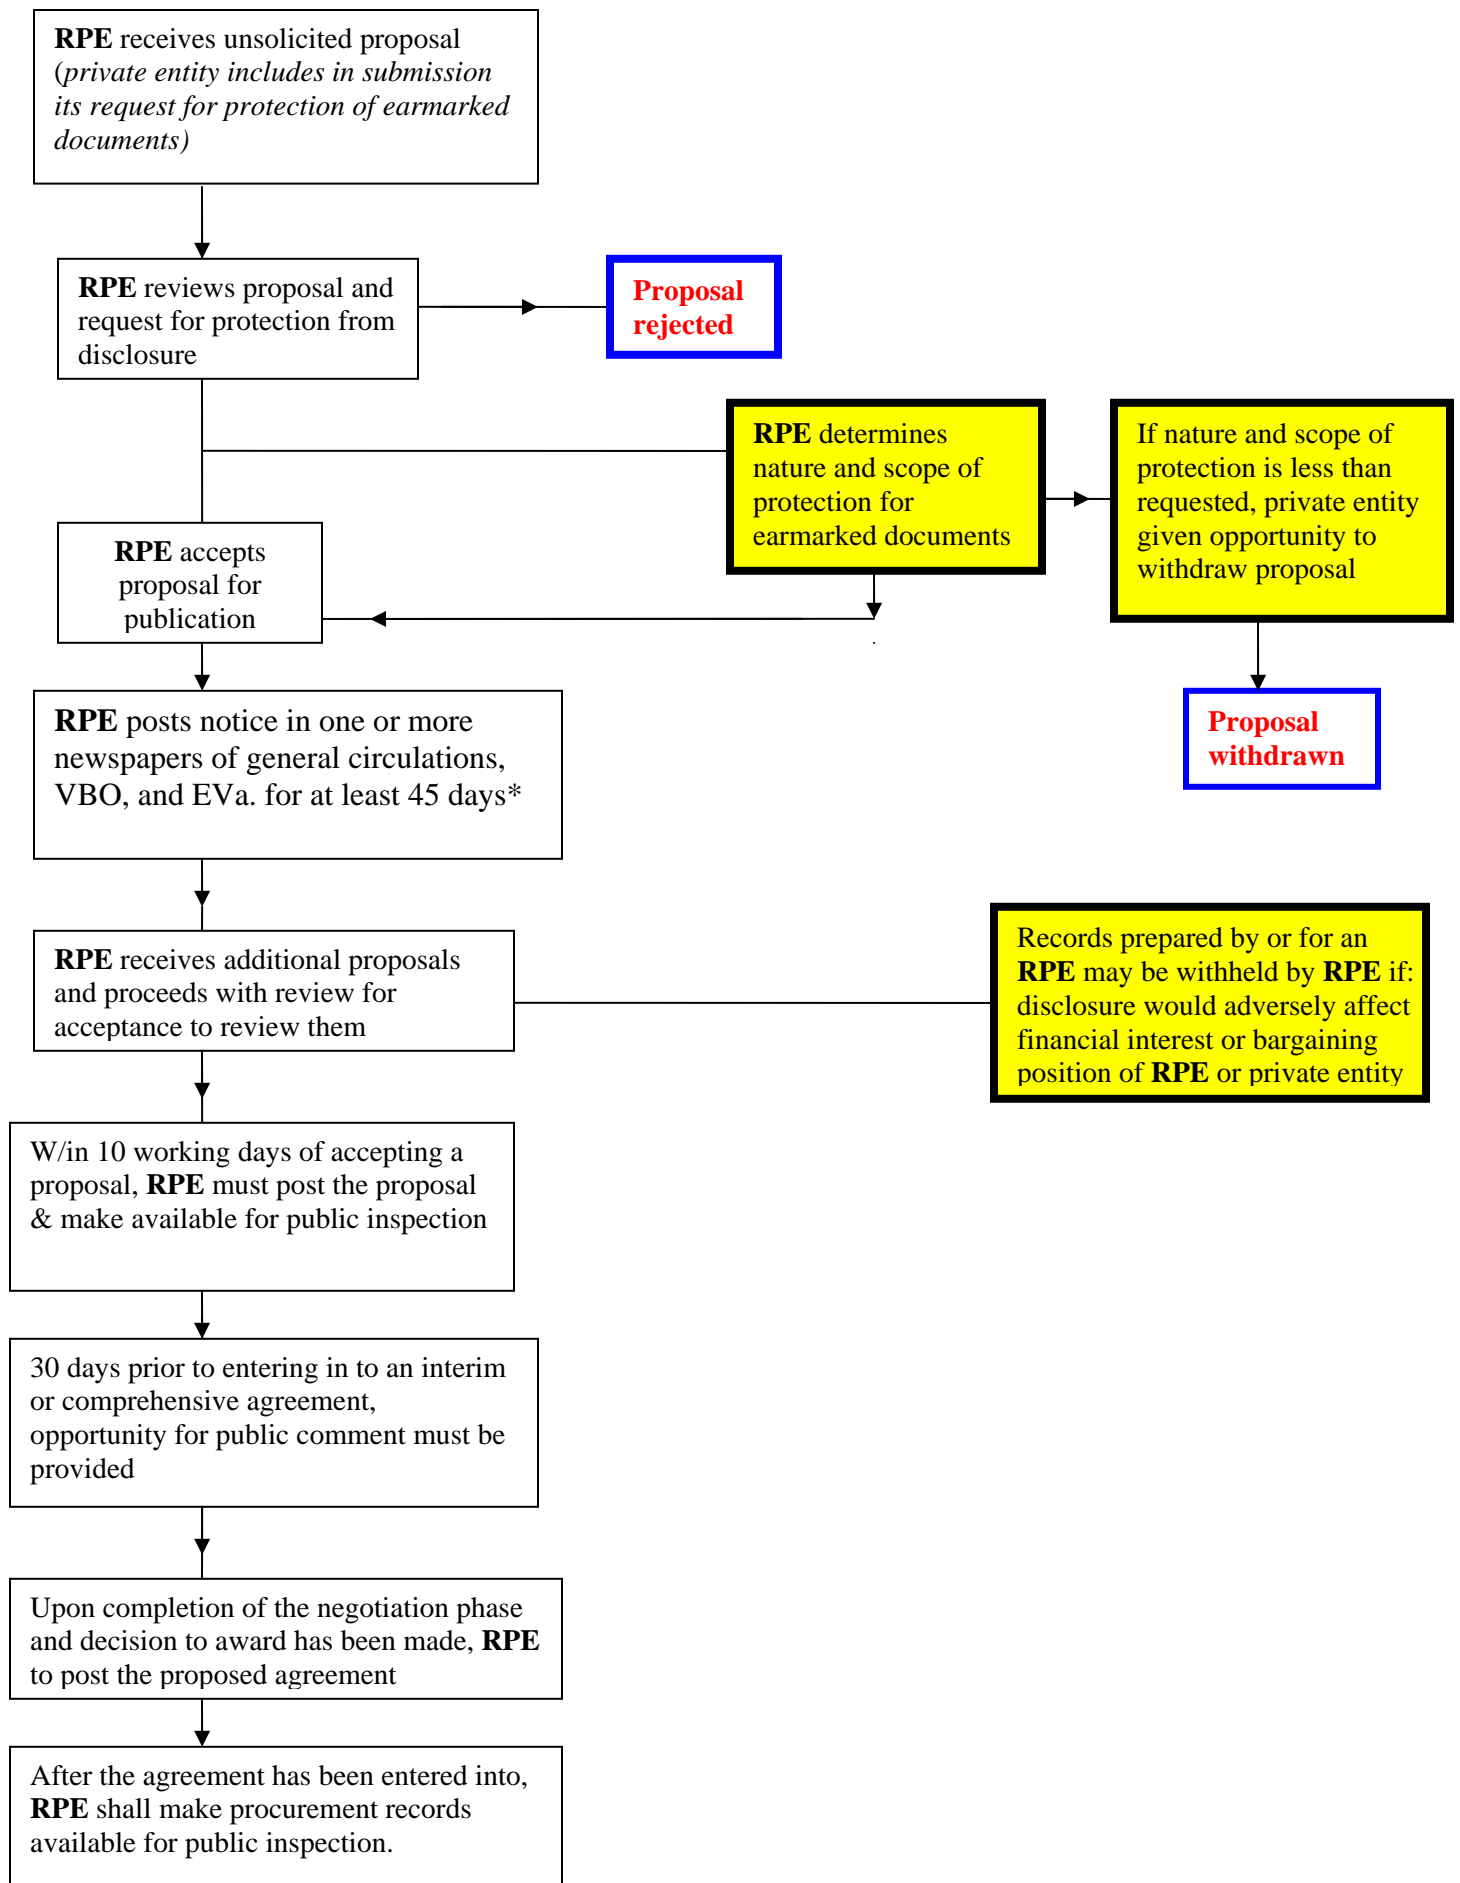 RPE receives unsolicited proposal
(private entity includes in submission
its request for protection of earmarked
documents)
RPE reviews proposal and
request for protection from
disclosure
Proposal
rejected
RPE determines
nature and scope of
protection for
earmarked documents
If nature and scope of
protection is less than
requested, private entity
given opportunity to
withdraw proposal
RPE accepts
proposal for
publication
Proposal
withdrawn
RPE posts notice in one or more
newspapers of general circulations,
VBO, and EVa. for at least 45 days*
RPE receives additional proposals
and proceeds with review for
acceptance to review them
Records prepared by or for an
RPE may be withheld by RPE if:
disclosure would adversely affect
financial interest or bargaining
position of RPE or private entity
W/in 10 working days of accepting a
proposal, RPE must post the proposal
& make available for public inspection
30 days prior to entering in to an interim
or comprehensive agreement,
opportunity for public comment must be
provided
Upon completion of the negotiation phase
and decision to award has been made, RPE
to post the proposed agreement
After the agreement has been entered into,
RPE shall make procurement records
available for public inspection.